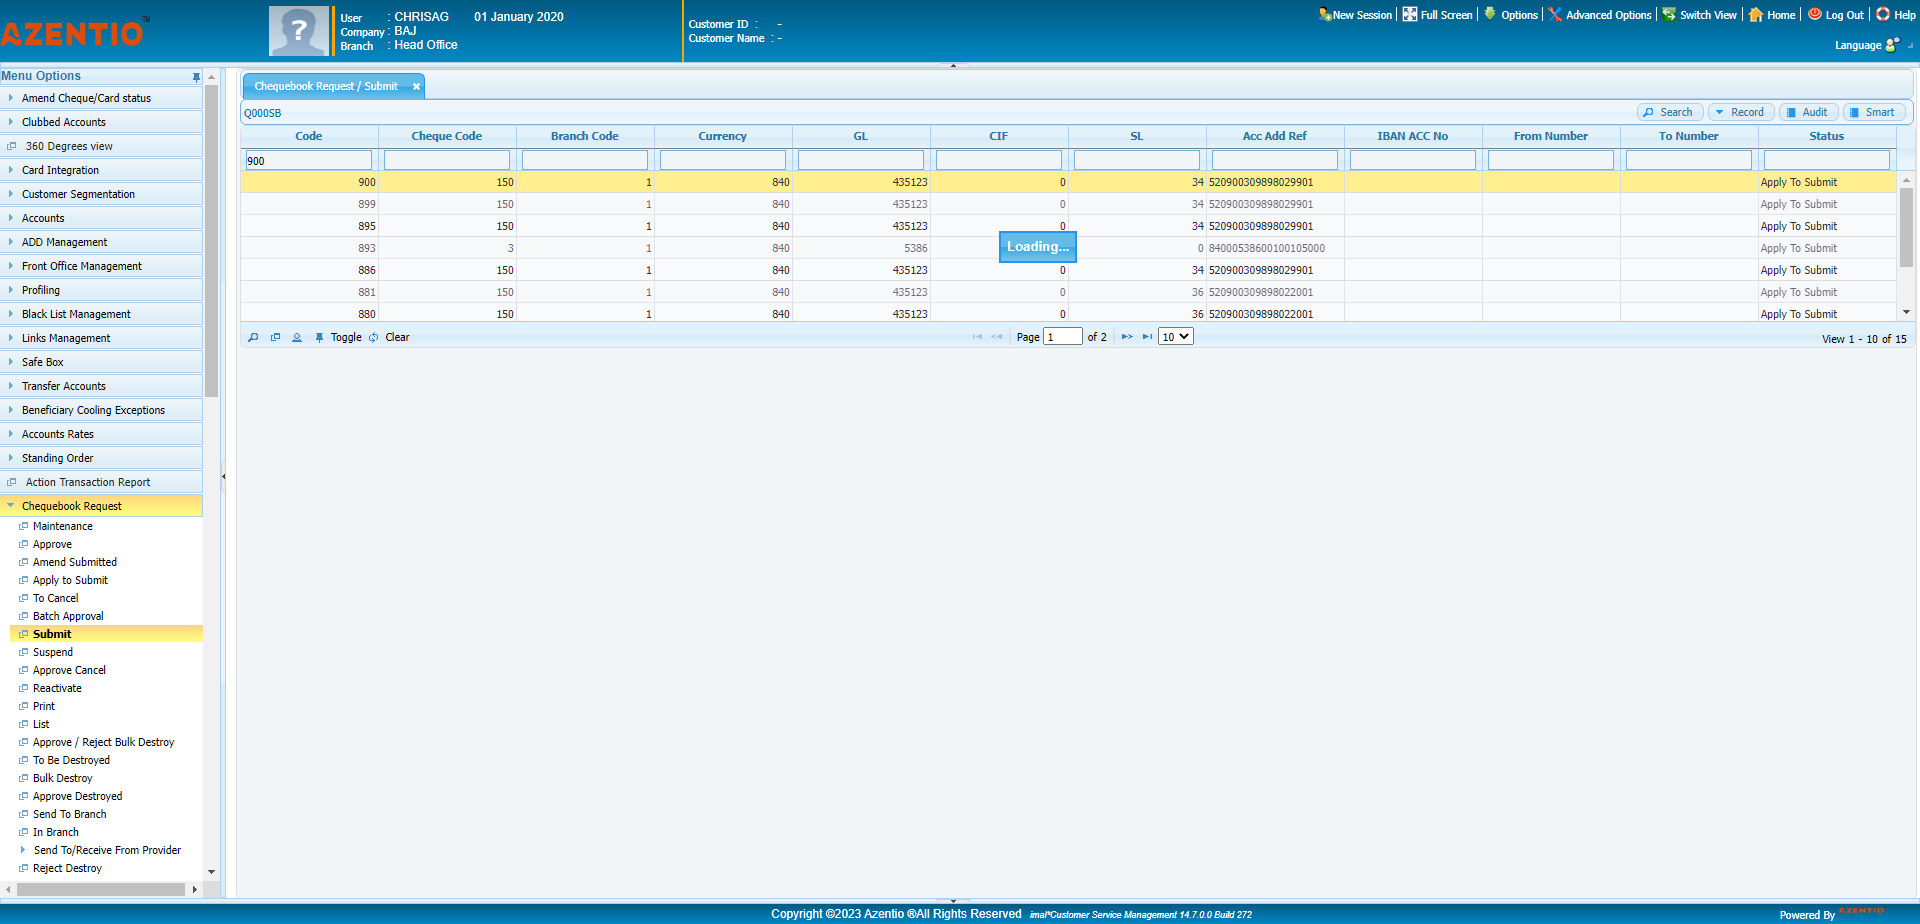 AZENTIO™
User : CHRISAG 01 January 2020
Company : BAJ
Branch : Head Office
Customer ID : -
Customer Name : -
New Session | Full Screen | Options | Advanced Options | Switch View | Home | Log Out | Help
Language
Menu Options
Amend Cheque/Card status
Clubbed Accounts
360 Degrees view
Card Integration
Customer Segmentation
Accounts
ADD Management
Front Office Management
Profiling
Black List Management
Links Management
Safe Box
Transfer Accounts
Beneficiary Cooling Exceptions
Accounts Rates
Standing Order
Action Transaction Report
Chequebook Request
Maintenance
Approve
Amend Submitted
Apply to Submit
To Cancel
Batch Approval
Submit
Suspend
Approve Cancel
Reactivate
Print
List
Approve / Reject Bulk Destroy
To Be Destroyed
Bulk Destroy
Approve Destroyed
Send To Branch
In Branch
Send To/Receive From Provider
Reject Destroy
Chequebook Request / Submit
Q000SB
Search Record Audit Smart
Code Cheque Code Branch Code Currency GL CIF SL Acc Add Ref IBAN ACC No From Number To Number Status
900
900 150 1 840 435123 0 34 520900309898029901 Apply To Submit
899 150 1 840 435123 0 34 520900309898029901 Apply To Submit
895 150 1 840 435123 0 34 520900309898029901 Apply To Submit
893 3 1 840 5386 0 84000538600100105000 Apply To Submit
886 150 1 840 435123 0 34 520900309898029901 Apply To Submit
881 150 1 840 435123 0 36 520900309898022001 Apply To Submit
880 150 1 840 435123 0 36 520900309898022001 Apply To Submit
Loading...
Toggle Clear Page 1 of 2 10 View 1 - 10 of 15
Copyright ©2023 Azentio ®All Rights Reserved imal*Customer Service Management 14.7.0.0 Build 272
Powered By AZENTIO